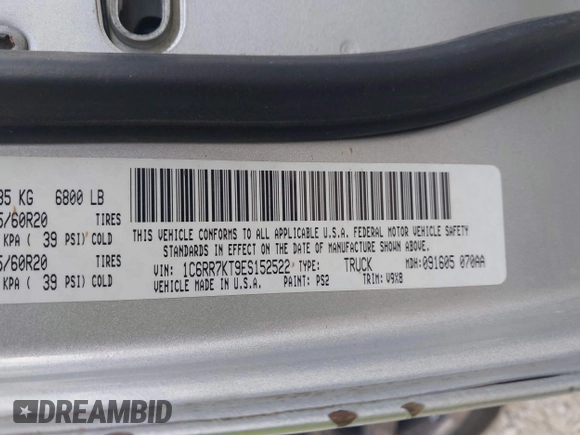 85 KG 6800 LB
5/60R20 TIRES
KPA ( 39 PSI) COLD
5/60R20 TIRES
KPA ( 39 PSI) COLD
THIS VEHICLE CONFORMS TO ALL APPLICABLE U.S.A. FEDERAL MOTOR VEHICLE SAFETY
STANDARDS IN EFFECT ON THE DATE OF MANUFACTURE SHOWN ABOVE.
VIN: 1C6RR7KT9ES152522 TYPE: TRUCK MDH: 091605 070AA
VEHICLE MADE IN U.S.A. PAINT: PS2 TRIM: V9X8
DREAMBID